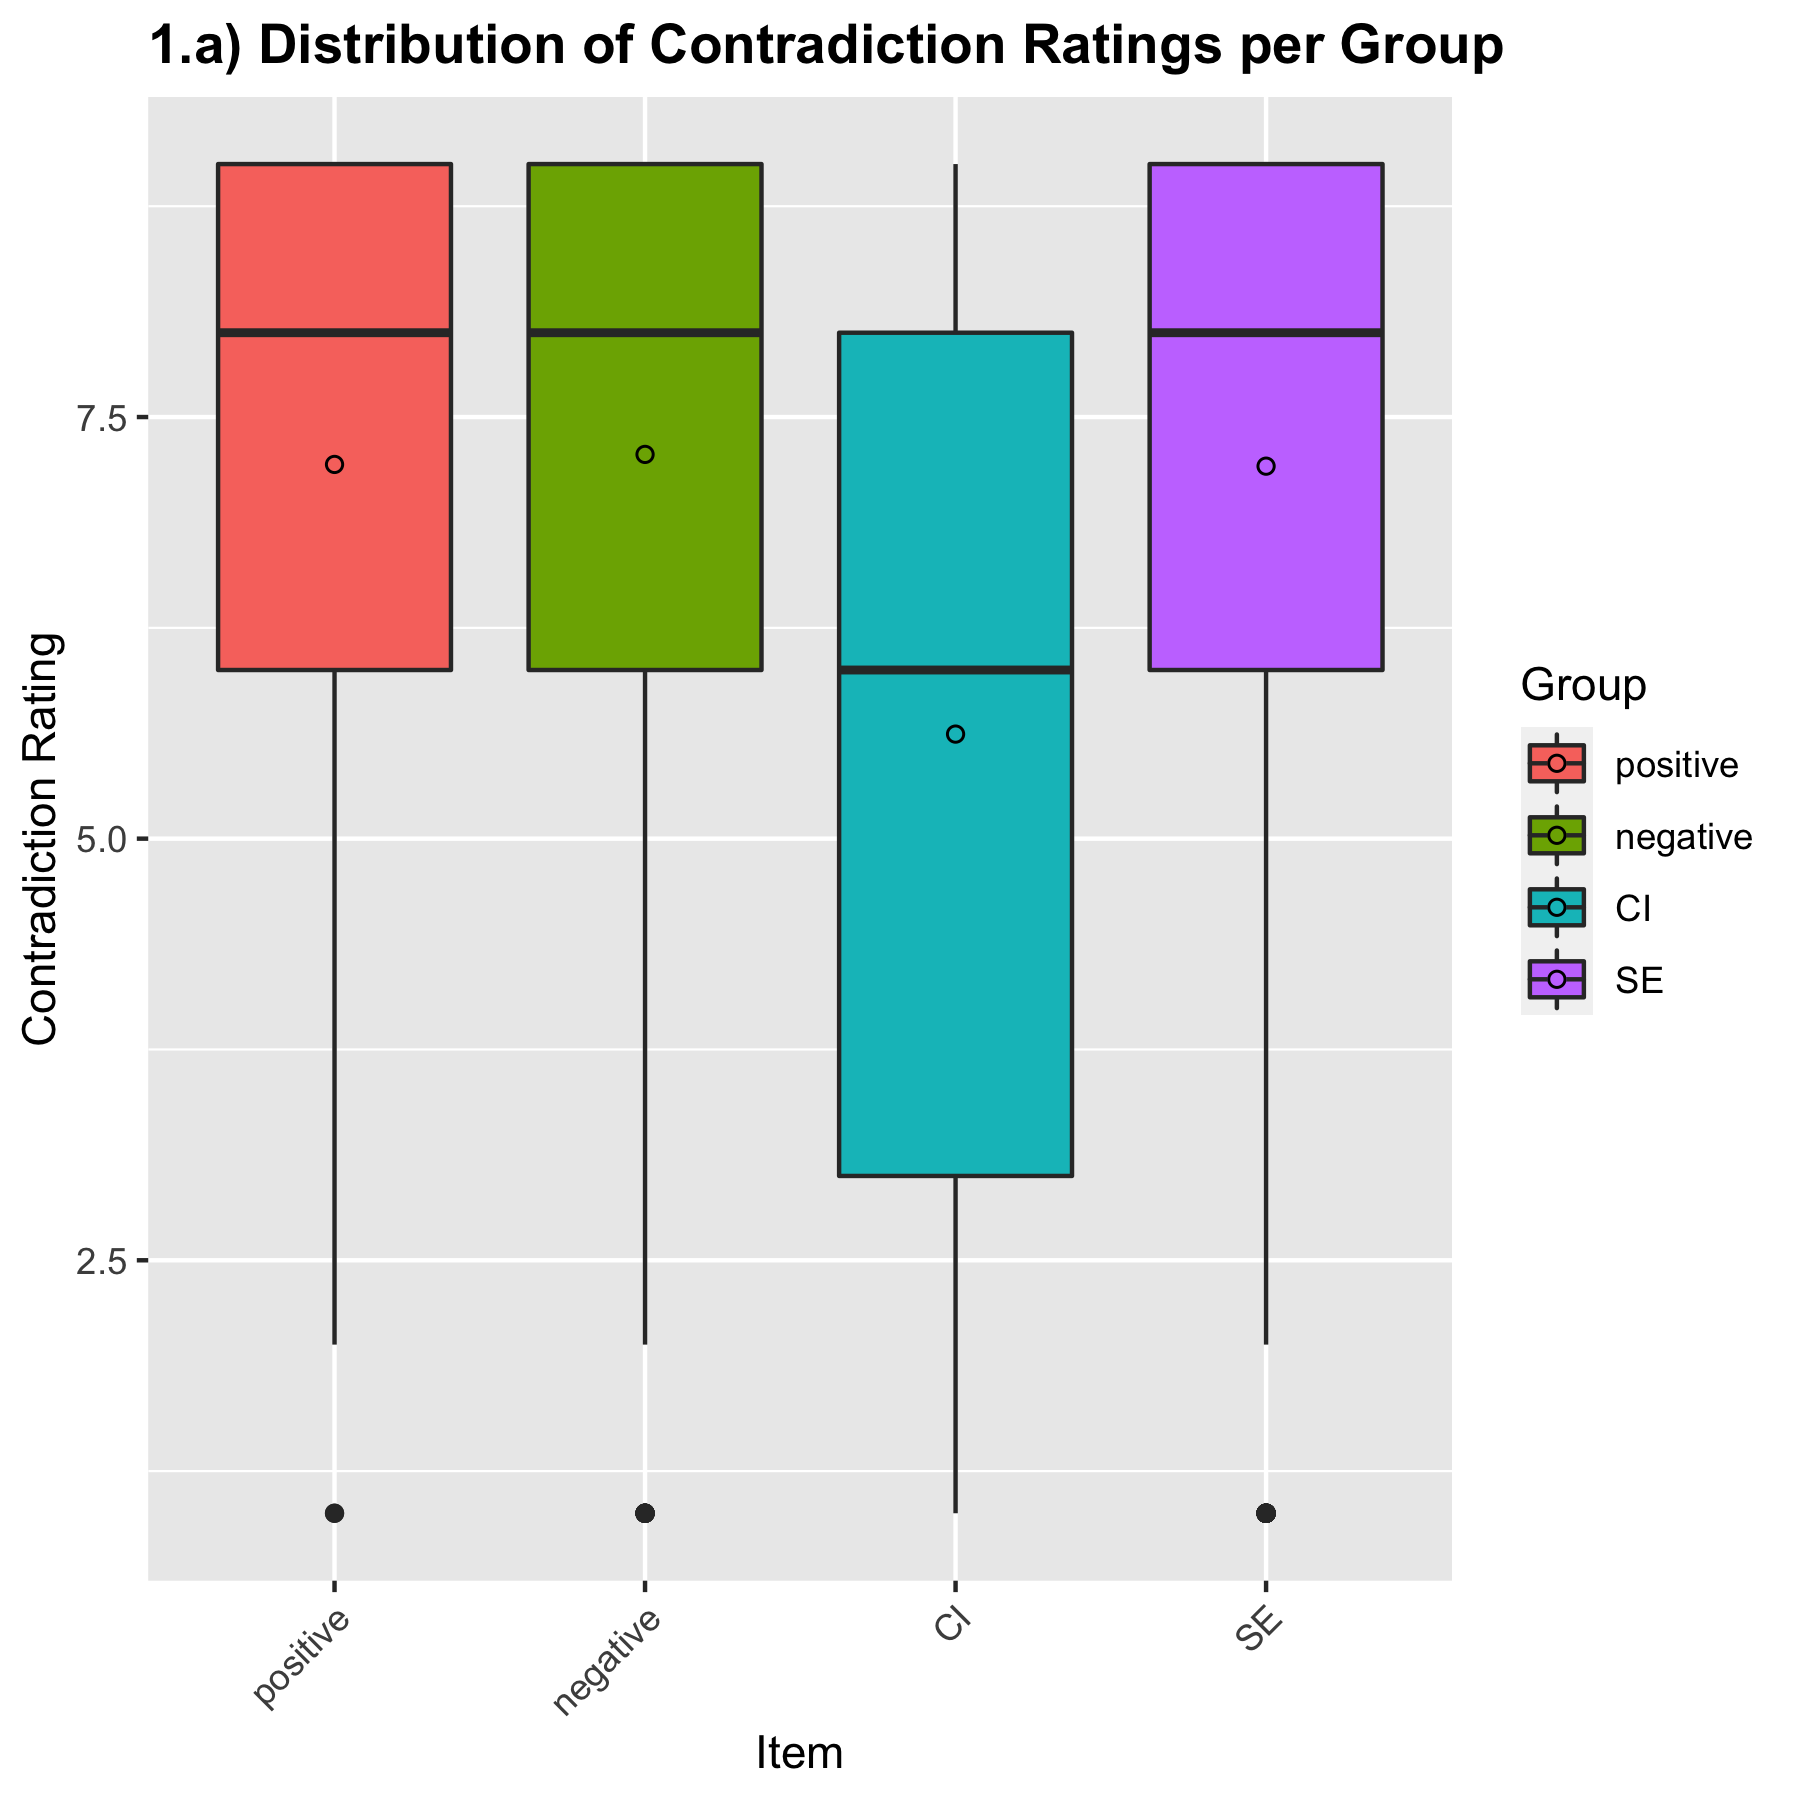 1.a) Distribution of Contradiction Ratings per Group
Contradiction Rating
7.5
5.0
2.5
positive
negative
CI
SE
Item
Group
positive
negative
CI
SE